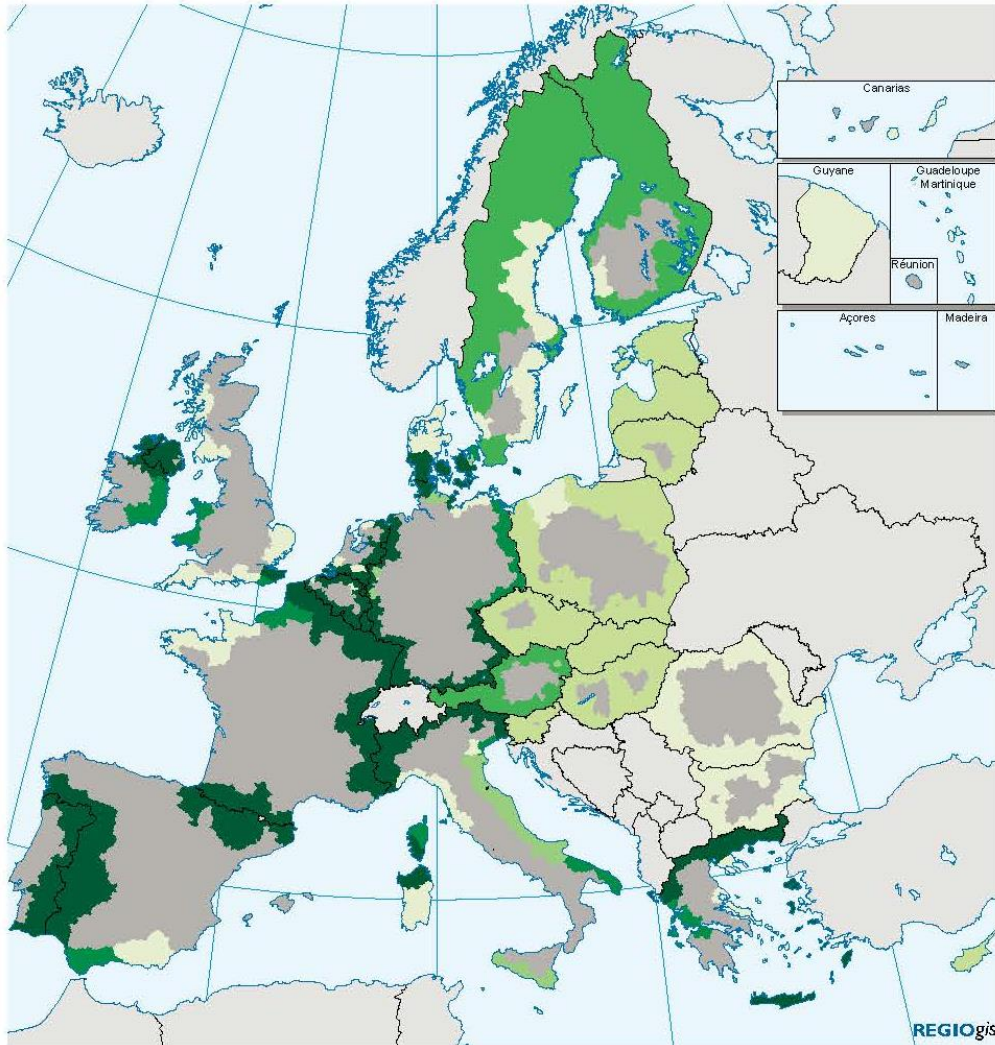 Canarias
Guyane
Guadeloupe
Martinique
Réunion
Açores
Madeira
REGIOgis